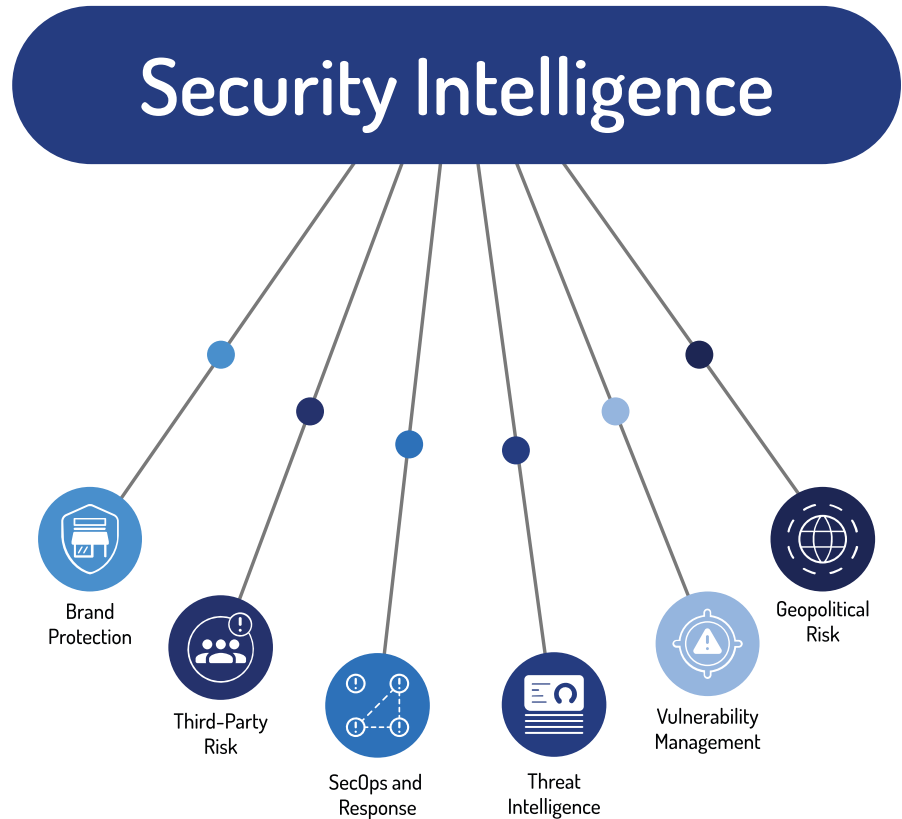 Security Intelligence
Brand
Protection
Third-Party
Risk
SecOps and
Response
Threat
Intelligence
Vulnerability
Management
Geopolitical
Risk